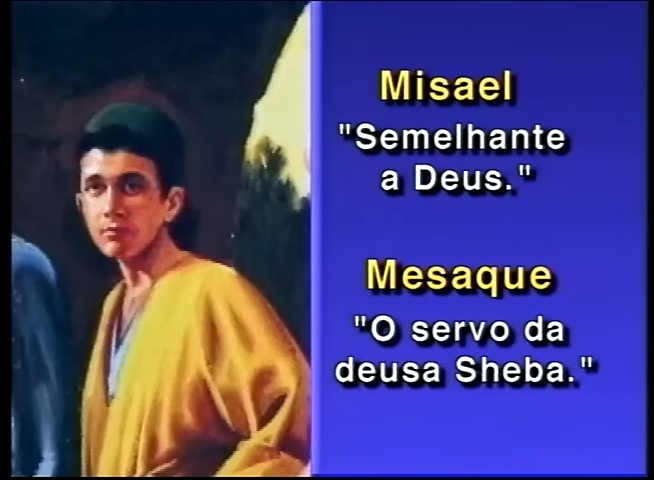 Misael
"Semelhante
a Deus."
Mesaque
"O servo da
deusa Sheba."